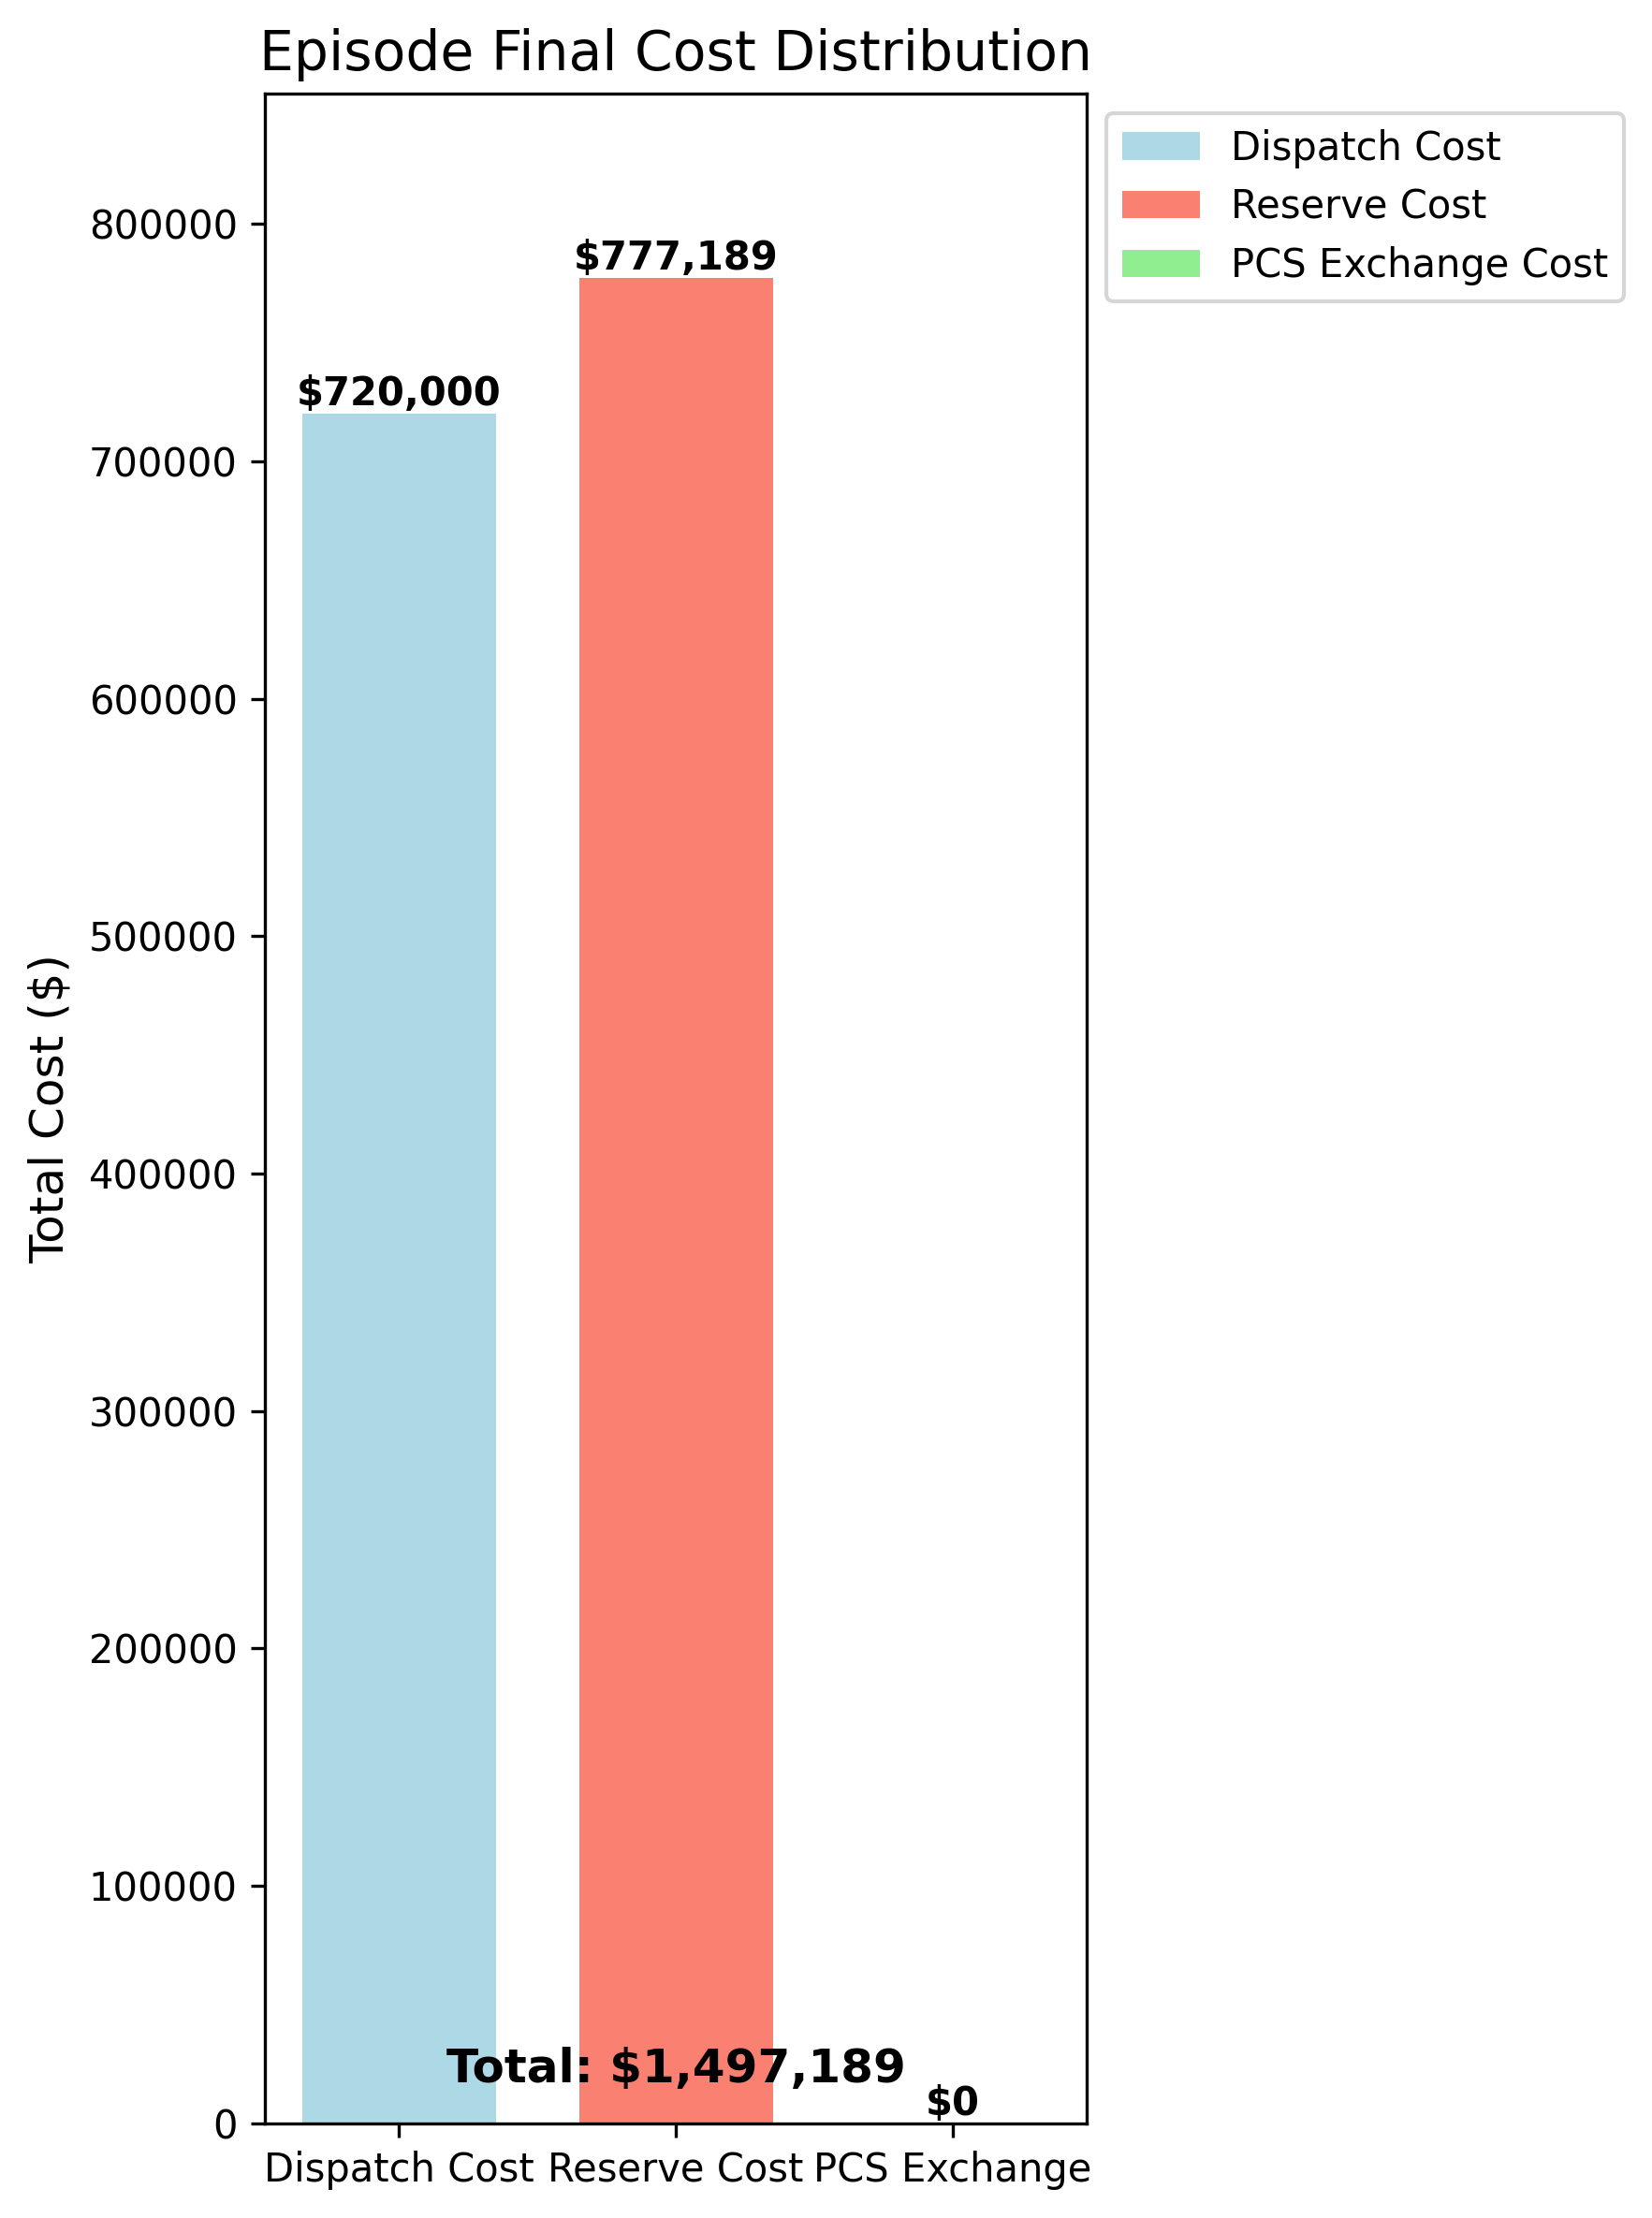 Episode Final Cost Distribution
Dispatch Cost
Reserve Cost
PCS Exchange Cost
Total Cost ($)
800000
700000
600000
500000
400000
300000
200000
100000
0
$720,000
$777,189
$0
Total: $1,497,189
Dispatch Cost
Reserve Cost
PCS Exchange